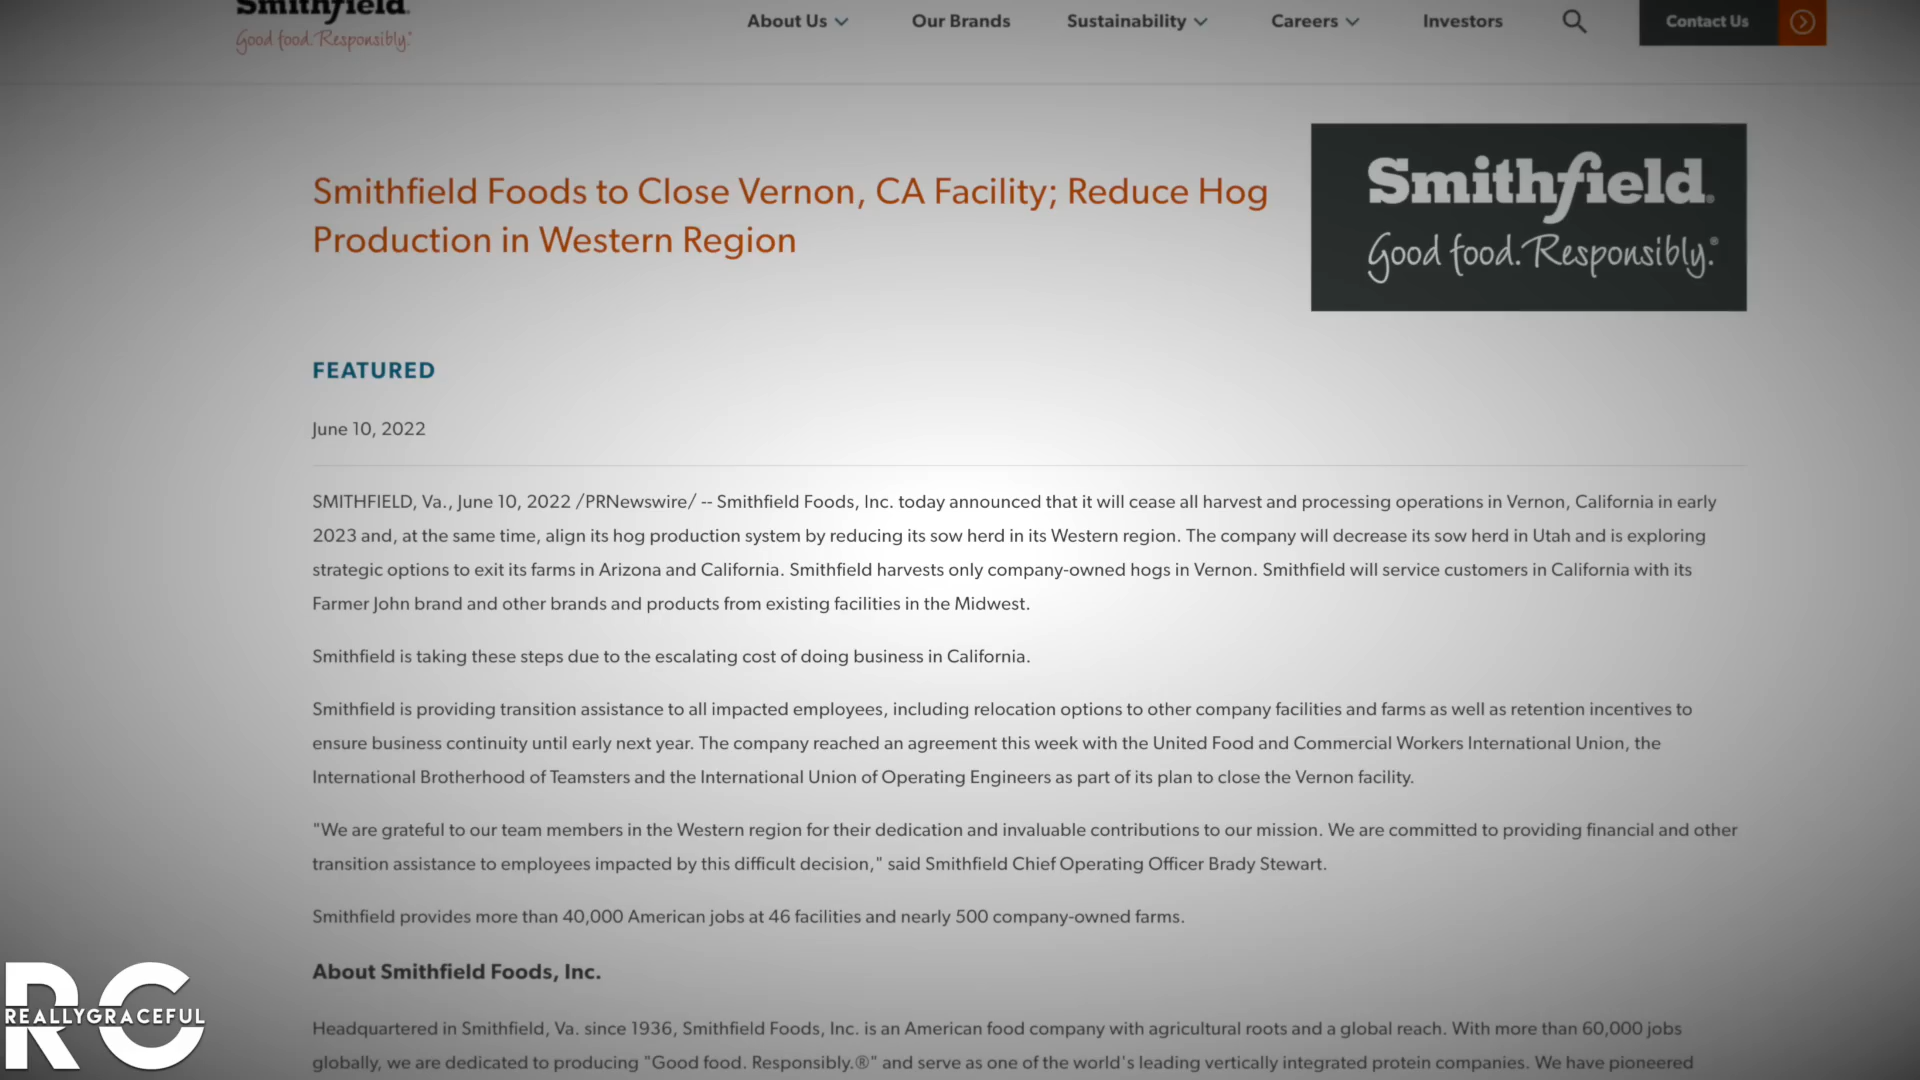 Smithfield.
Good food. Responsibly.®
About Us
Our Brands
Sustainability
Careers
Investors
Contact Us
Smithfield Foods to Close Vernon, CA Facility; Reduce Hog
Production in Western Region
Smithfield.
Good food. Responsibly.®
FEATURED
June 10, 2022
SMITHFIELD, Va., June 10, 2022 /PRNewswire/ -- Smithfield Foods, Inc. today announced that it will cease all harvest and processing operations in Vernon, California in early
2023 and, at the same time, align its hog production system by reducing its sow herd in its Western region. The company will decrease its sow herd in Utah and is exploring
strategic options to exit its farms in Arizona and California. Smithfield harvests only company-owned hogs in Vernon. Smithfield will service customers in California with its
Farmer John brand and other brands and products from existing facilities in the Midwest.
Smithfield is taking these steps due to the escalating cost of doing business in California.
Smithfield is providing transition assistance to all impacted employees, including relocation options to other company facilities and farms as well as retention incentives to
ensure business continuity until early next year. The company reached an agreement this week with the United Food and Commercial Workers International Union, the
International Brotherhood of Teamsters and the International Union of Operating Engineers as part of its plan to close the Vernon facility.
"We are grateful to our team members in the Western region for their dedication and invaluable contributions to our mission. We are committed to providing financial and other
transition assistance to employees impacted by this difficult decision," said Smithfield Chief Operating Officer Brady Stewart.
Smithfield provides more than 40,000 American jobs at 46 facilities and nearly 500 company-owned farms.
About Smithfield Foods, Inc.
Headquartered in Smithfield, Va. since 1936, Smithfield Foods, Inc. is an American food company with agricultural roots and a global reach. With more than 60,000 jobs
globally, we are dedicated to producing "Good food. Responsibly.®" and serve as one of the world's leading vertically integrated protein companies. We have pioneered
RG
REALLYGRACEFUL